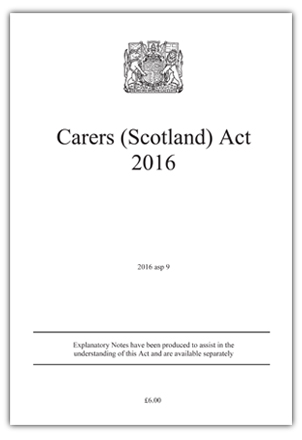 Carers (Scotland) Act
2016
2016 asp 9
Explanatory Notes have been produced to assist in the
understanding of this Act and are available separately
£6.00